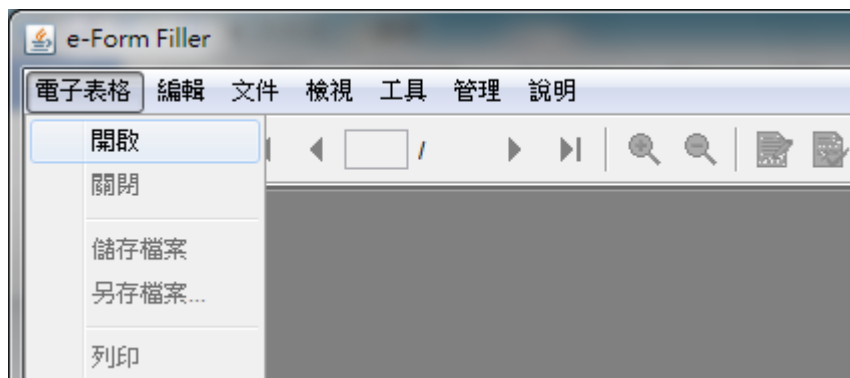 e-Form Filler
電子表格 編輯 文件 檢視 工具 管理 說明
/
開啟
關閉
儲存檔案
另存檔案...
列印